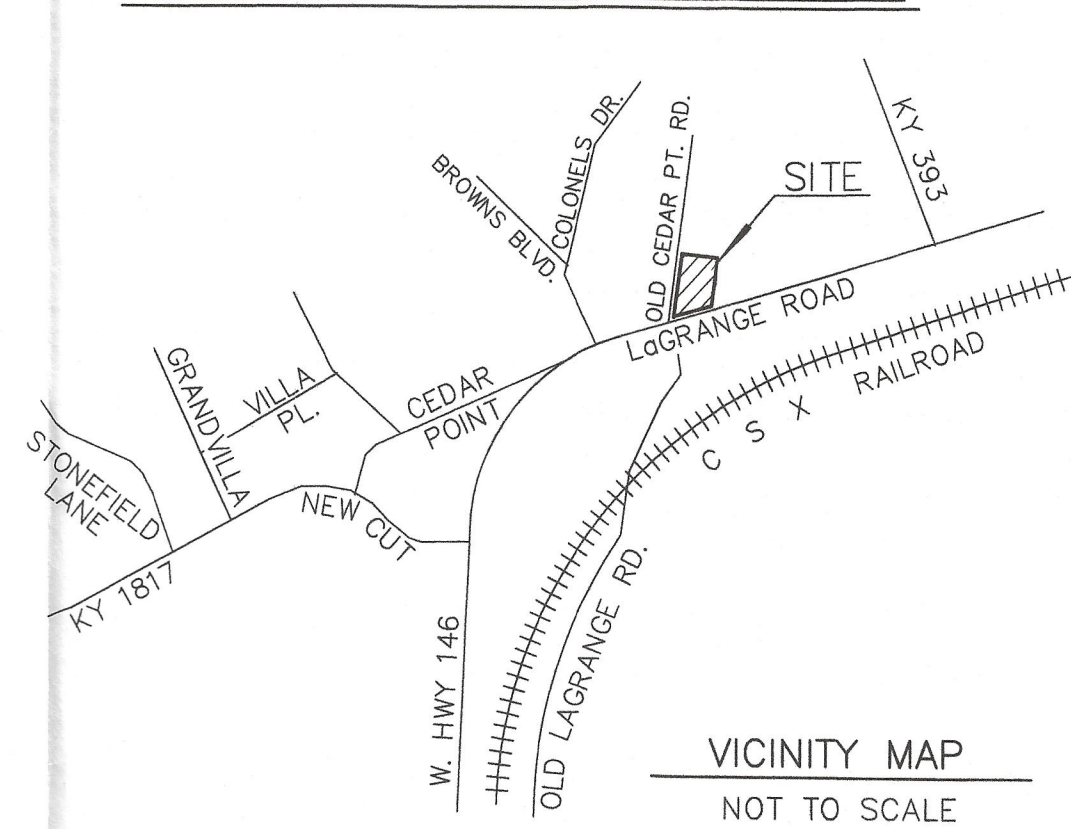 COLONELS DR.
OLD CEDAR PT. RD.
KY 393
BROWNS BLVD.
SITE
LaGRANGE ROAD
CSX RAILROAD
GRANDVILLA
VILLA
PL.
CEDAR
POINT
STONEFIELD
LANE
NEW CUT
KY 1817
W. HWY 146
OLD LAGRANGE RD.
VICINITY MAP
NOT TO SCALE